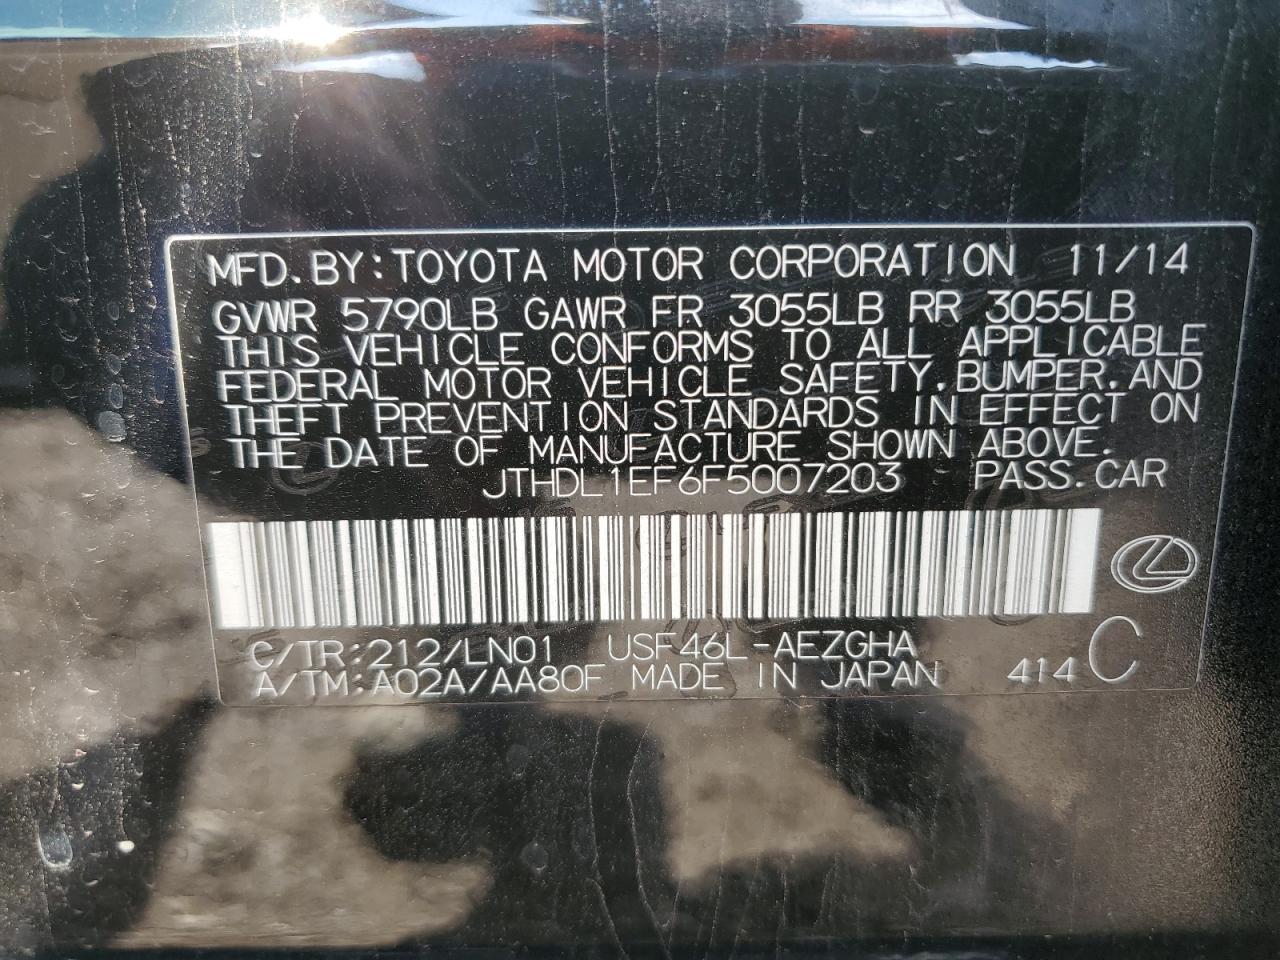 MFD.BY:TOYOTA MOTOR CORPORATION 11/14
GVWR 5790LB GAWR FR 3055LB RR 3055LB
THIS VEHICLE CONFORMS TO ALL APPLICABLE
FEDERAL MOTOR VEHICLE SAFETY,BUMPER,AND
THEFT PREVENTION STANDARDS IN EFFECT ON
THE DATE OF MANUFACTURE SHOWN ABOVE.
JTHDL1EF6F5007203 PASS.CAR
C/TR:212/LN01 USF46L-AEZGHA
A/TM:A02A/AA80F MADE IN JAPAN 414 C